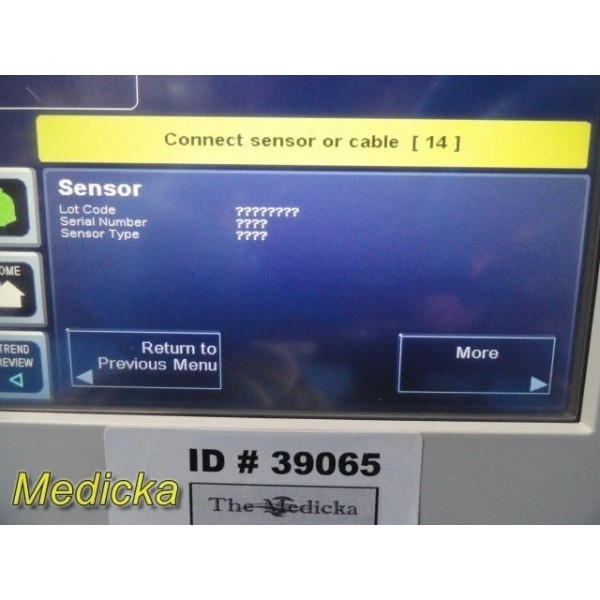 Connect sensor or cable [ 14 ]
Sensor
Lot Code ????????
Serial Number ????
Sensor Type ????
OME
TREND
REVIEW
Return to
Previous Menu
More
ID # 39065
Medicka
The Medicka